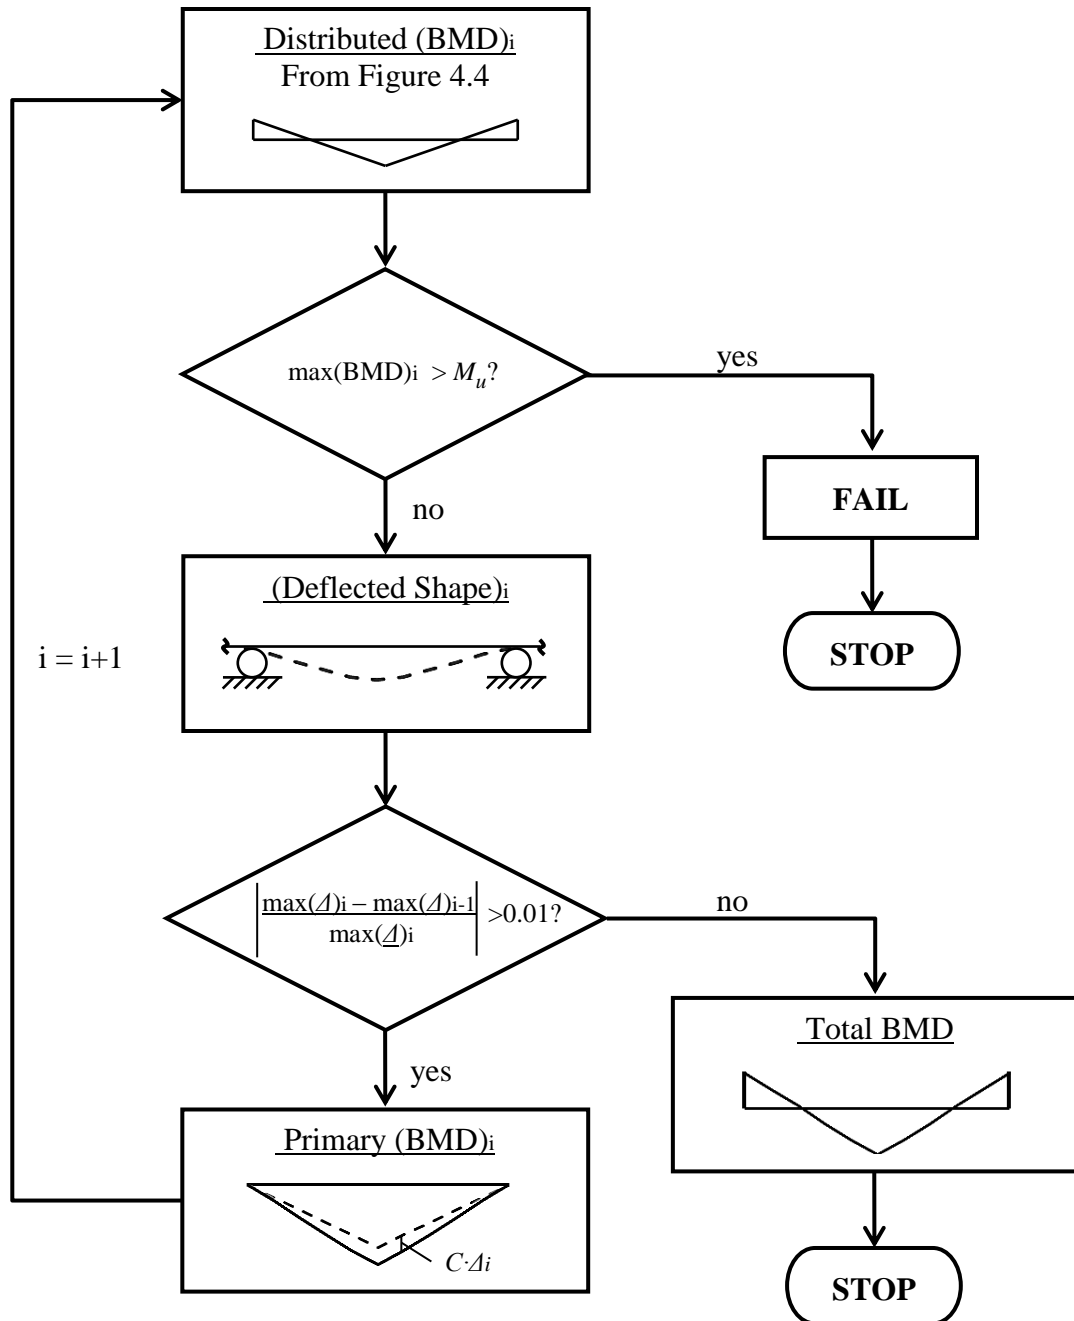 Distributed (BMD)i
From Figure 4.4
max(BMD)i > Mu?
yes
FAIL
no
STOP
(Deflected Shape)i
i = i+1
max(Δ)i – max(Δ)i-1
max(Δ)i
>0.01?
no
Total BMD
yes
Primary (BMD)i
C·Δi
STOP